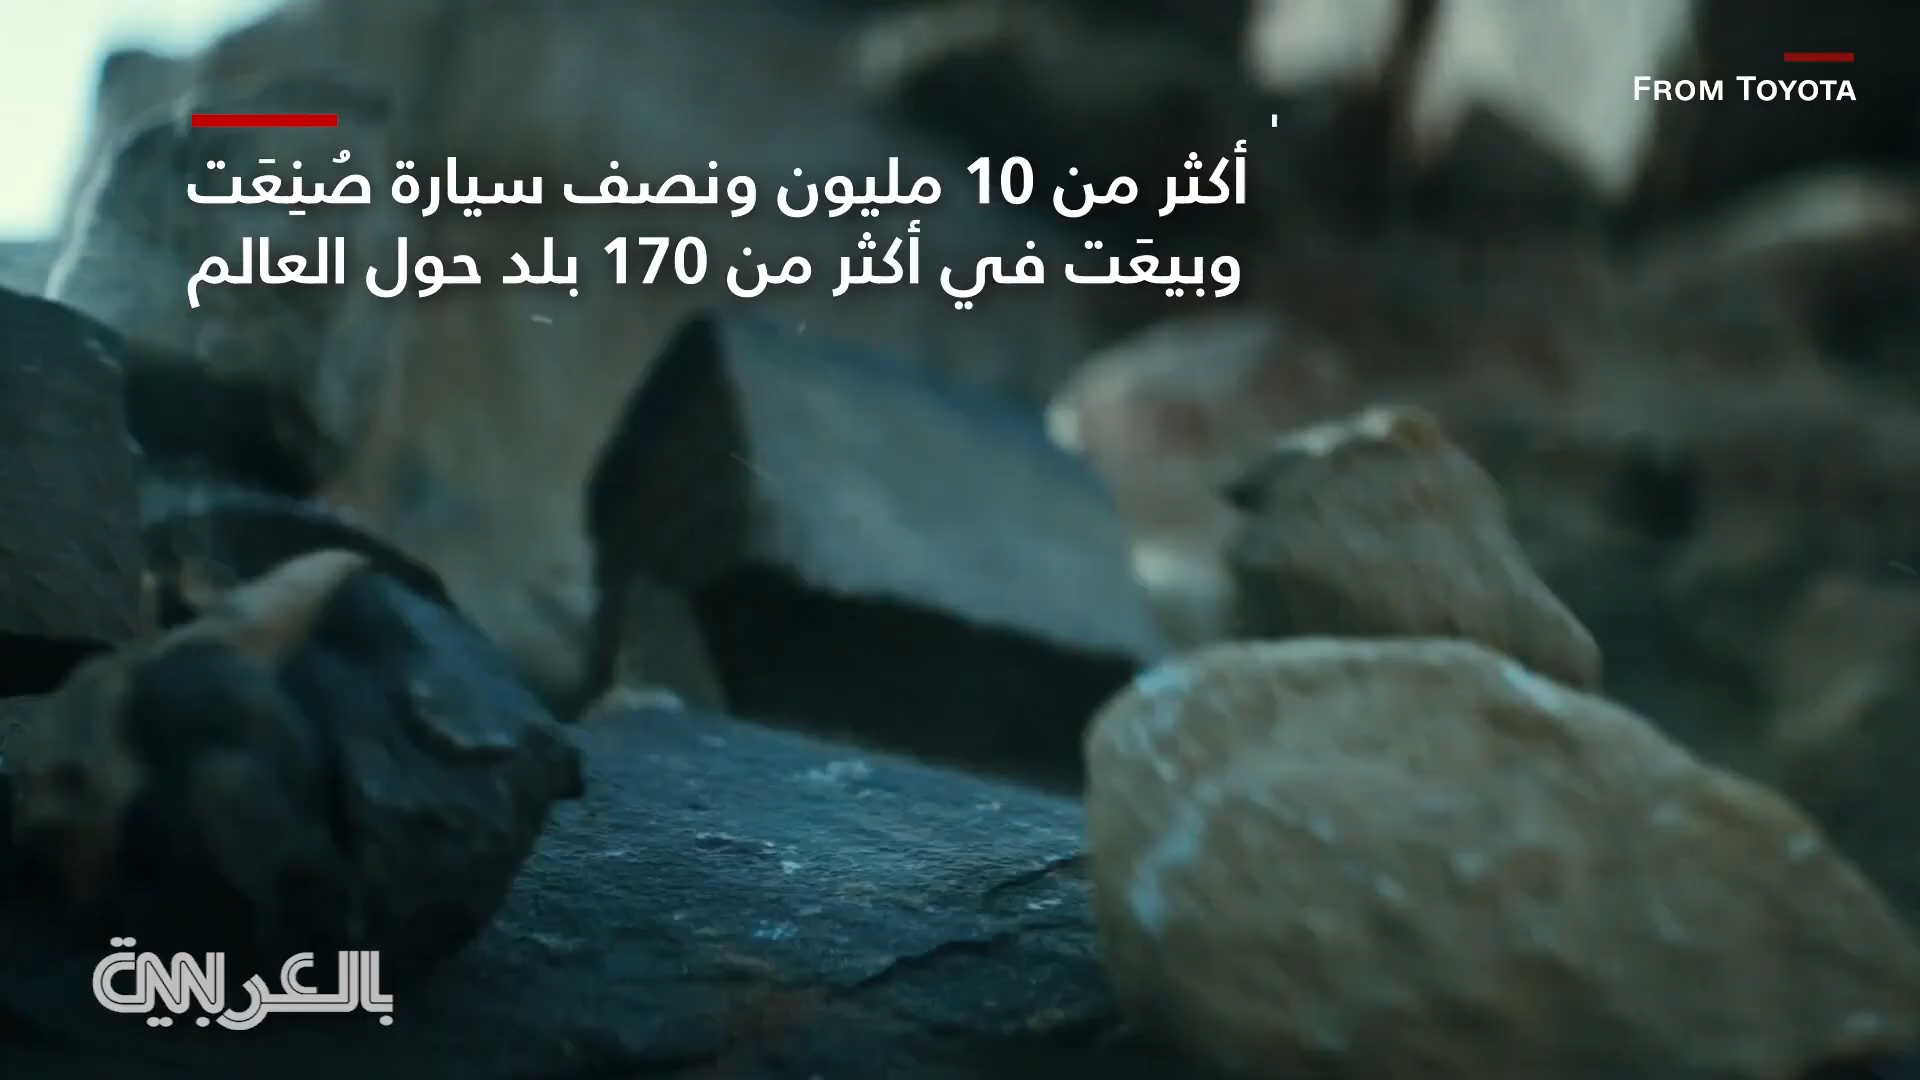 FROM TOYOTA
أكثر من 10 مليون ونصف سيارة صُنِعَت
وبيعَت في أكثر من 170 بلد حول العالم
CNN بالعربية